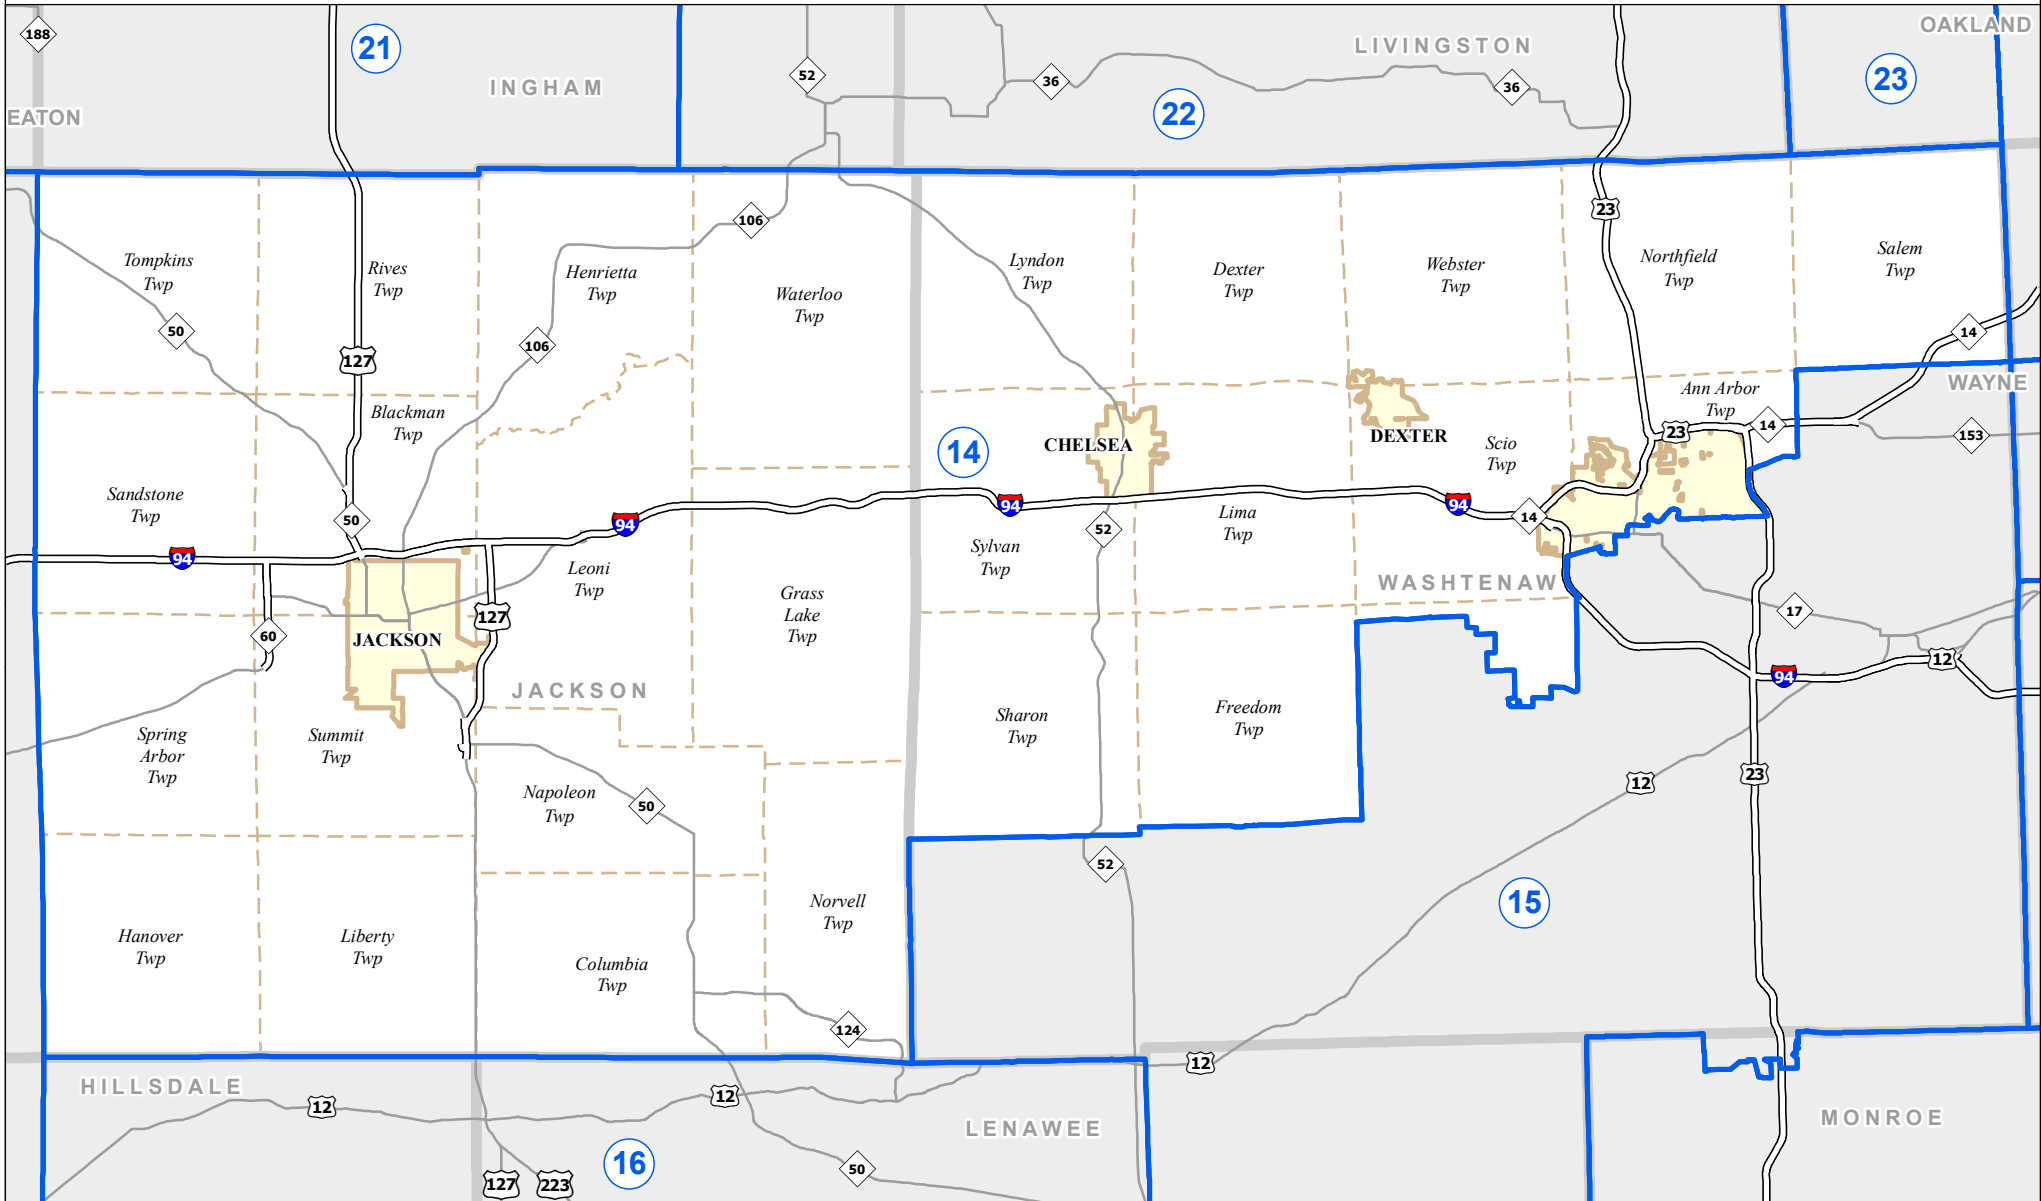 188
21
INGHAM
EATON
52
36
LIVINGSTON
36
22
OAKLAND
23
106
23
Tompkins
Twp
Rives
Twp
Henrietta
Twp
Waterloo
Twp
Lyndon
Twp
Dexter
Twp
Webster
Twp
Northfield
Twp
Salem
Twp
50
127
106
14
WAYNE
Blackman
Twp
14
CHELSEA
DEXTER
Scio
Twp
Ann Arbor
Twp
23
14
153
Sandstone
Twp
50
94
94
94
14
94
52
Sylvan
Twp
Lima
Twp
Leoni
Twp
WASHTENAW
Grass
Lake
Twp
60
JACKSON
127
17
12
94
JACKSON
Spring
Arbor
Twp
Summit
Twp
Sharon
Twp
Freedom
Twp
Napoleon
Twp
50
12
23
52
15
Norvell
Twp
Hanover
Twp
Liberty
Twp
Columbia
Twp
124
12
HILLSDALE
12
12
LENAWEE
MONROE
16
50
127
223